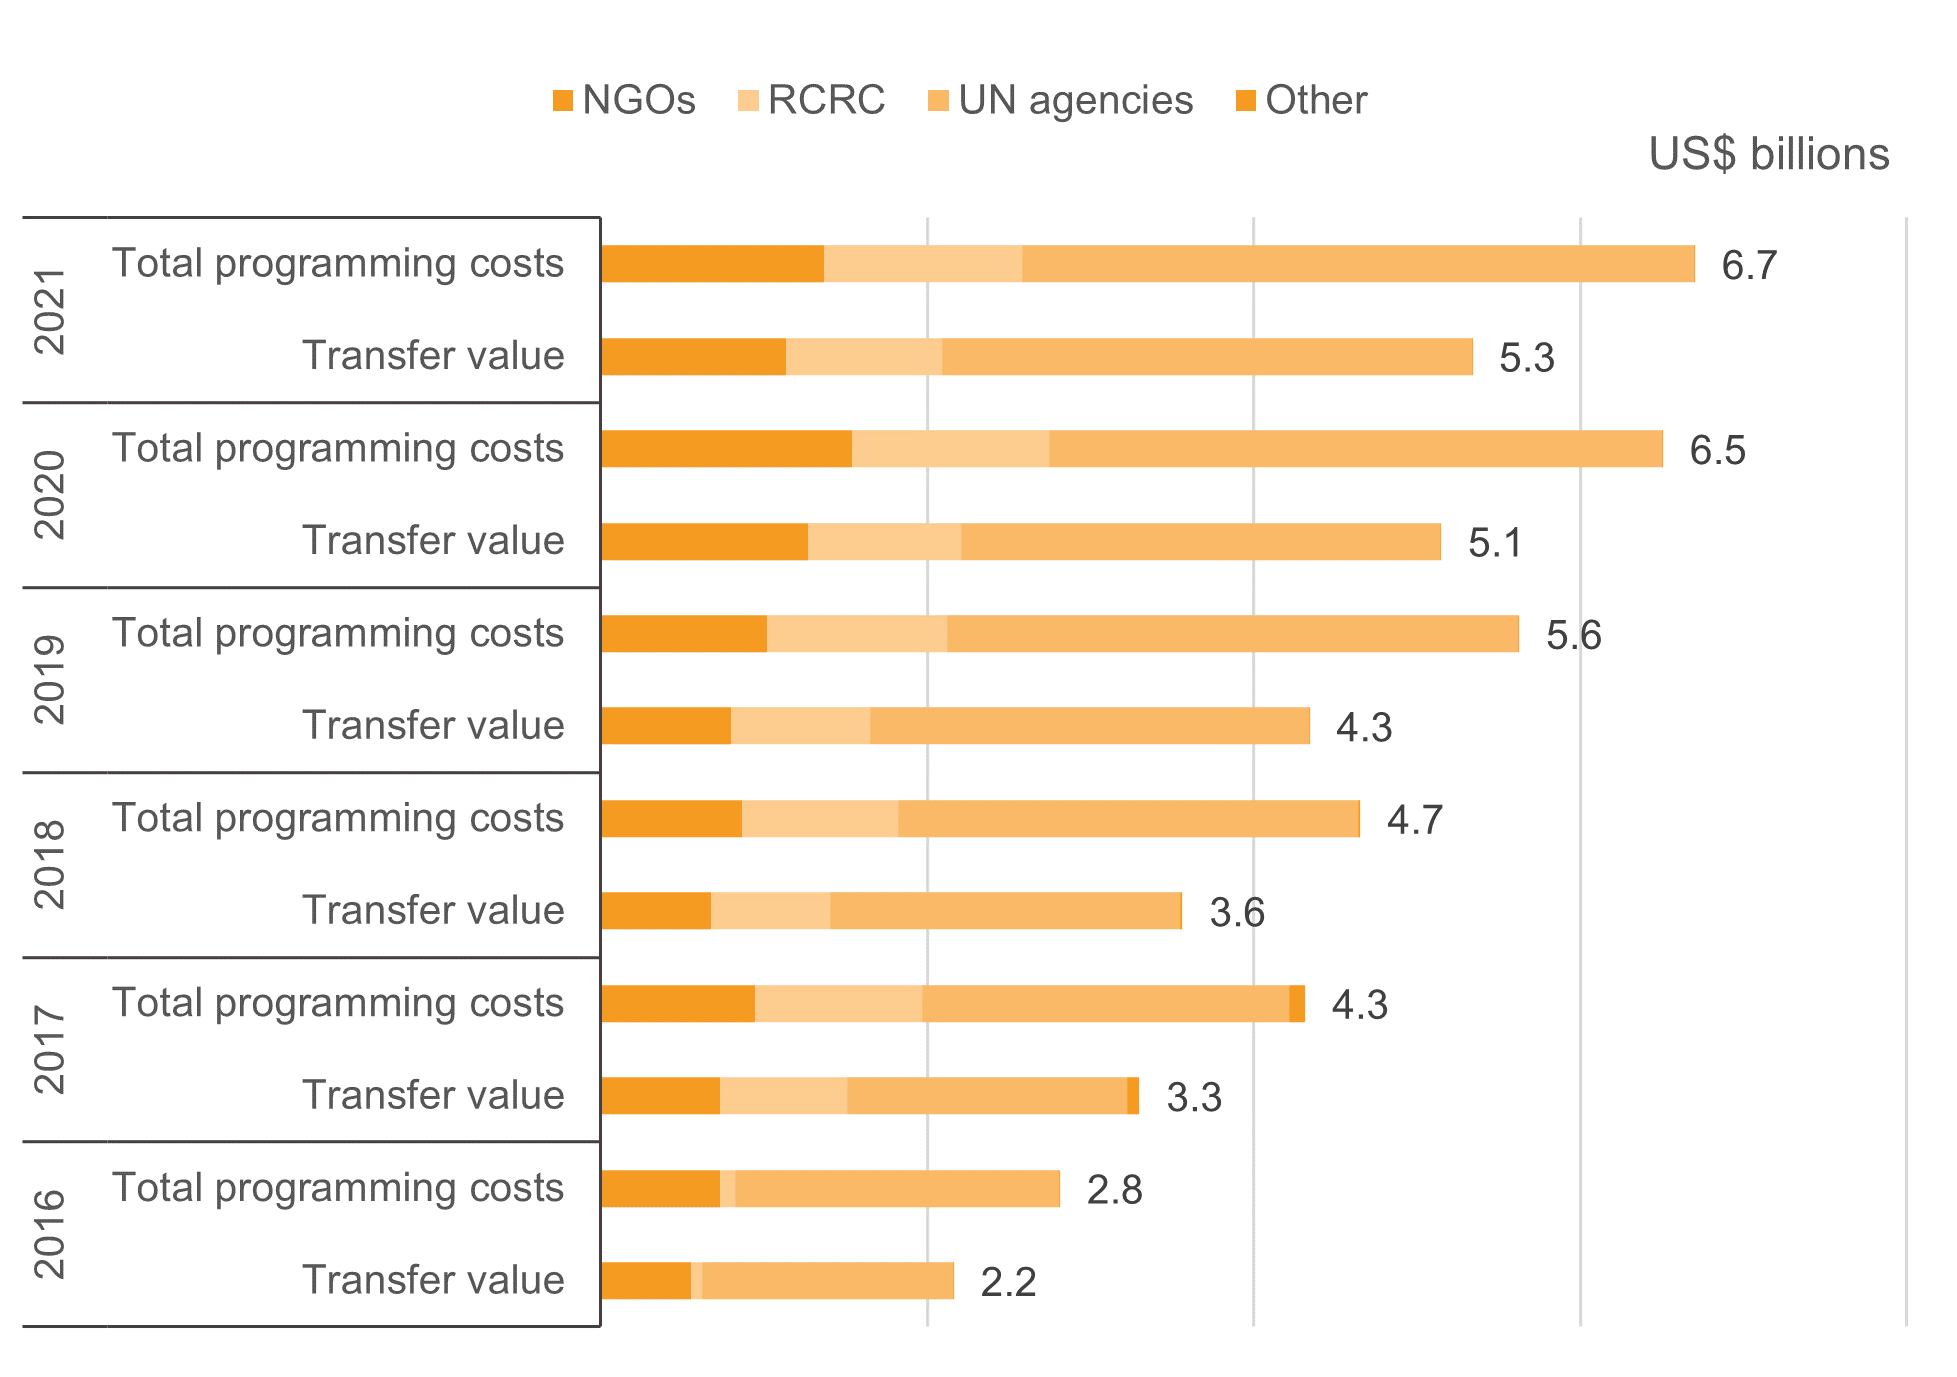 NGOs RCRC UN agencies Other
US$ billions
2021
Total programming costs 6.7
Transfer value 5.3
2020
Total programming costs 6.5
Transfer value 5.1
2019
Total programming costs 5.6
Transfer value 4.3
2018
Total programming costs 4.7
Transfer value 3.6
2017
Total programming costs 4.3
Transfer value 3.3
2016
Total programming costs 2.8
Transfer value 2.2